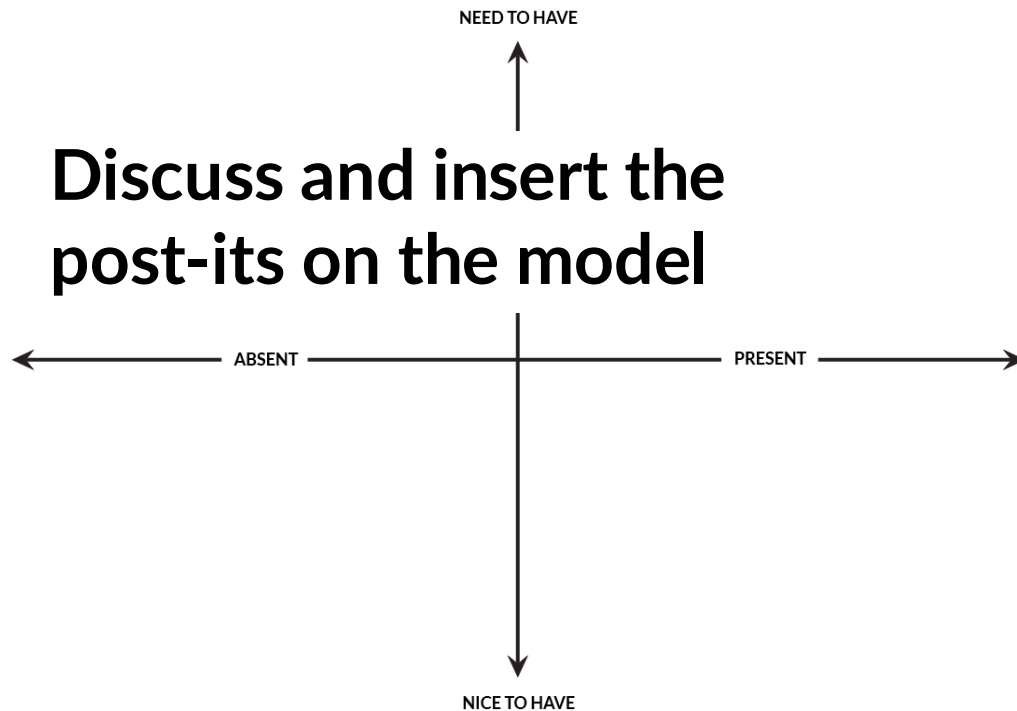 NEED TO HAVE
Discuss and insert the
post-its on the model
ABSENT
PRESENT
NICE TO HAVE